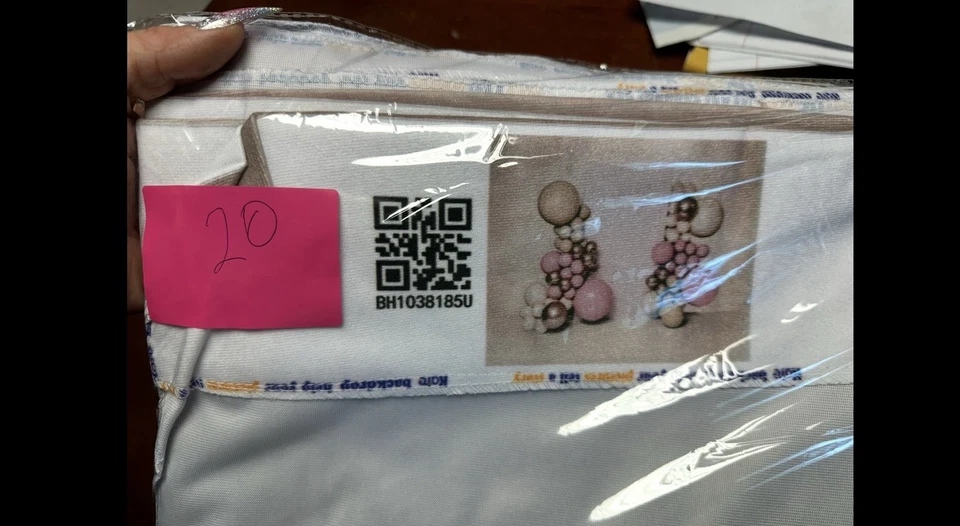 20
BH1038185U
Kate backdrop help your pictures tell a story